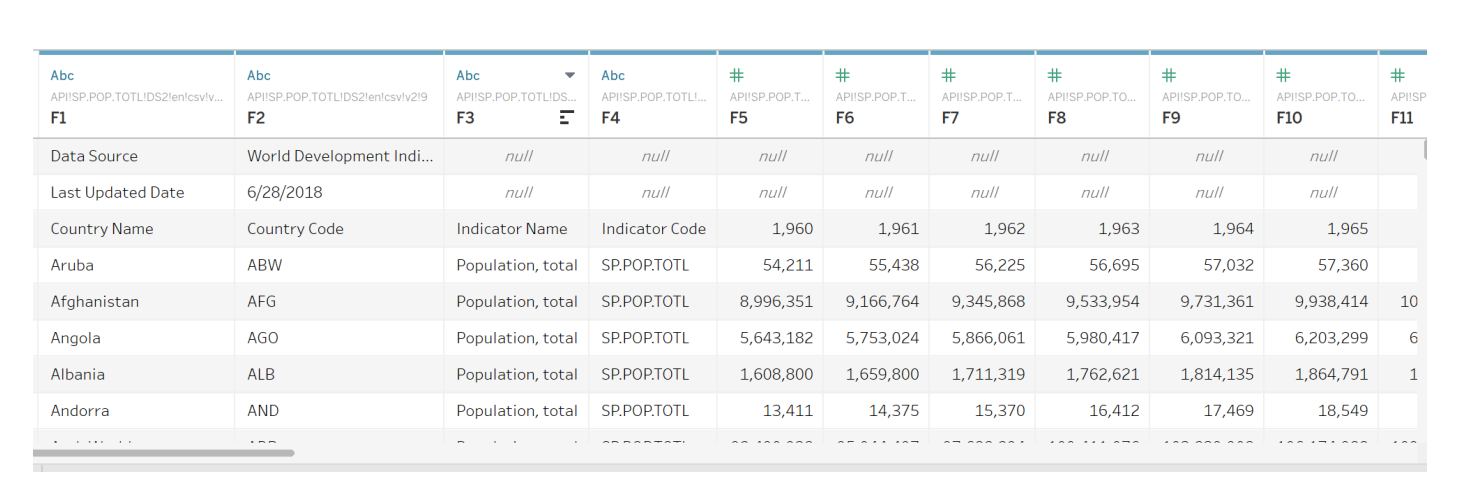 Abc Abc Abc Abc # # # # # # #
API!SP.POP.TOTL!DS2!en!csv!v... API!SP.POP.TOTL!DS2!en!csv!v2!9 API!SP.POP.TOTL!DS... API!SP.POP.TOTL!... API!SP.POP.T... API!SP.POP.T... API!SP.POP.T... API!SP.POP.TO... API!SP.POP.TO... API!SP.POP.TO... API!SP
F1 F2 F3 F4 F5 F6 F7 F8 F9 F10 F11
Data Source World Development Indi... null null null null null null null null
Last Updated Date 6/28/2018 null null null null null null null null
Country Name Country Code Indicator Name Indicator Code 1,960 1,961 1,962 1,963 1,964 1,965
Aruba ABW Population, total SP.POP.TOTL 54,211 55,438 56,225 56,695 57,032 57,360
Afghanistan AFG Population, total SP.POP.TOTL 8,996,351 9,166,764 9,345,868 9,533,954 9,731,361 9,938,414 10
Angola AGO Population, total SP.POP.TOTL 5,643,182 5,753,024 5,866,061 5,980,417 6,093,321 6,203,299 6
Albania ALB Population, total SP.POP.TOTL 1,608,800 1,659,800 1,711,319 1,762,621 1,814,135 1,864,791 1
Andorra AND Population, total SP.POP.TOTL 13,411 14,375 15,370 16,412 17,469 18,549